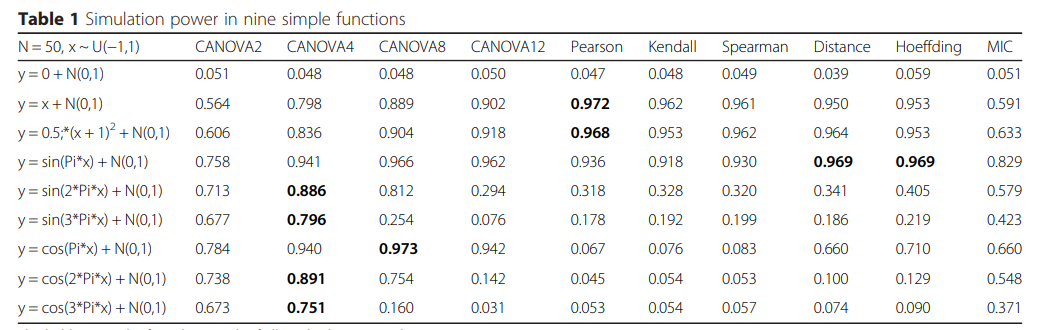 Table 1 Simulation power in nine simple functions
N = 50, x ~ U(−1,1) CANOVA2 CANOVA4 CANOVA8 CANOVA12 Pearson Kendall Spearman Distance Hoeffding MIC
y = 0 + N(0,1) 0.051 0.048 0.048 0.050 0.047 0.048 0.049 0.039 0.059 0.051
y = x + N(0,1) 0.564 0.798 0.889 0.902 0.972 0.962 0.961 0.950 0.953 0.591
y = 0.5;*(x + 1)² + N(0,1) 0.606 0.836 0.904 0.918 0.968 0.953 0.962 0.964 0.953 0.633
y = sin(Pi*x) + N(0,1) 0.758 0.941 0.966 0.962 0.936 0.918 0.930 0.969 0.969 0.829
y = sin(2*Pi*x) + N(0,1) 0.713 0.886 0.812 0.294 0.318 0.328 0.320 0.341 0.405 0.579
y = sin(3*Pi*x) + N(0,1) 0.677 0.796 0.254 0.076 0.178 0.192 0.199 0.186 0.219 0.423
y = cos(Pi*x) + N(0,1) 0.784 0.940 0.973 0.942 0.067 0.076 0.083 0.660 0.710 0.660
y = cos(2*Pi*x) + N(0,1) 0.738 0.891 0.754 0.142 0.045 0.054 0.053 0.100 0.129 0.548
y = cos(3*Pi*x) + N(0,1) 0.673 0.751 0.160 0.031 0.053 0.054 0.057 0.074 0.090 0.371